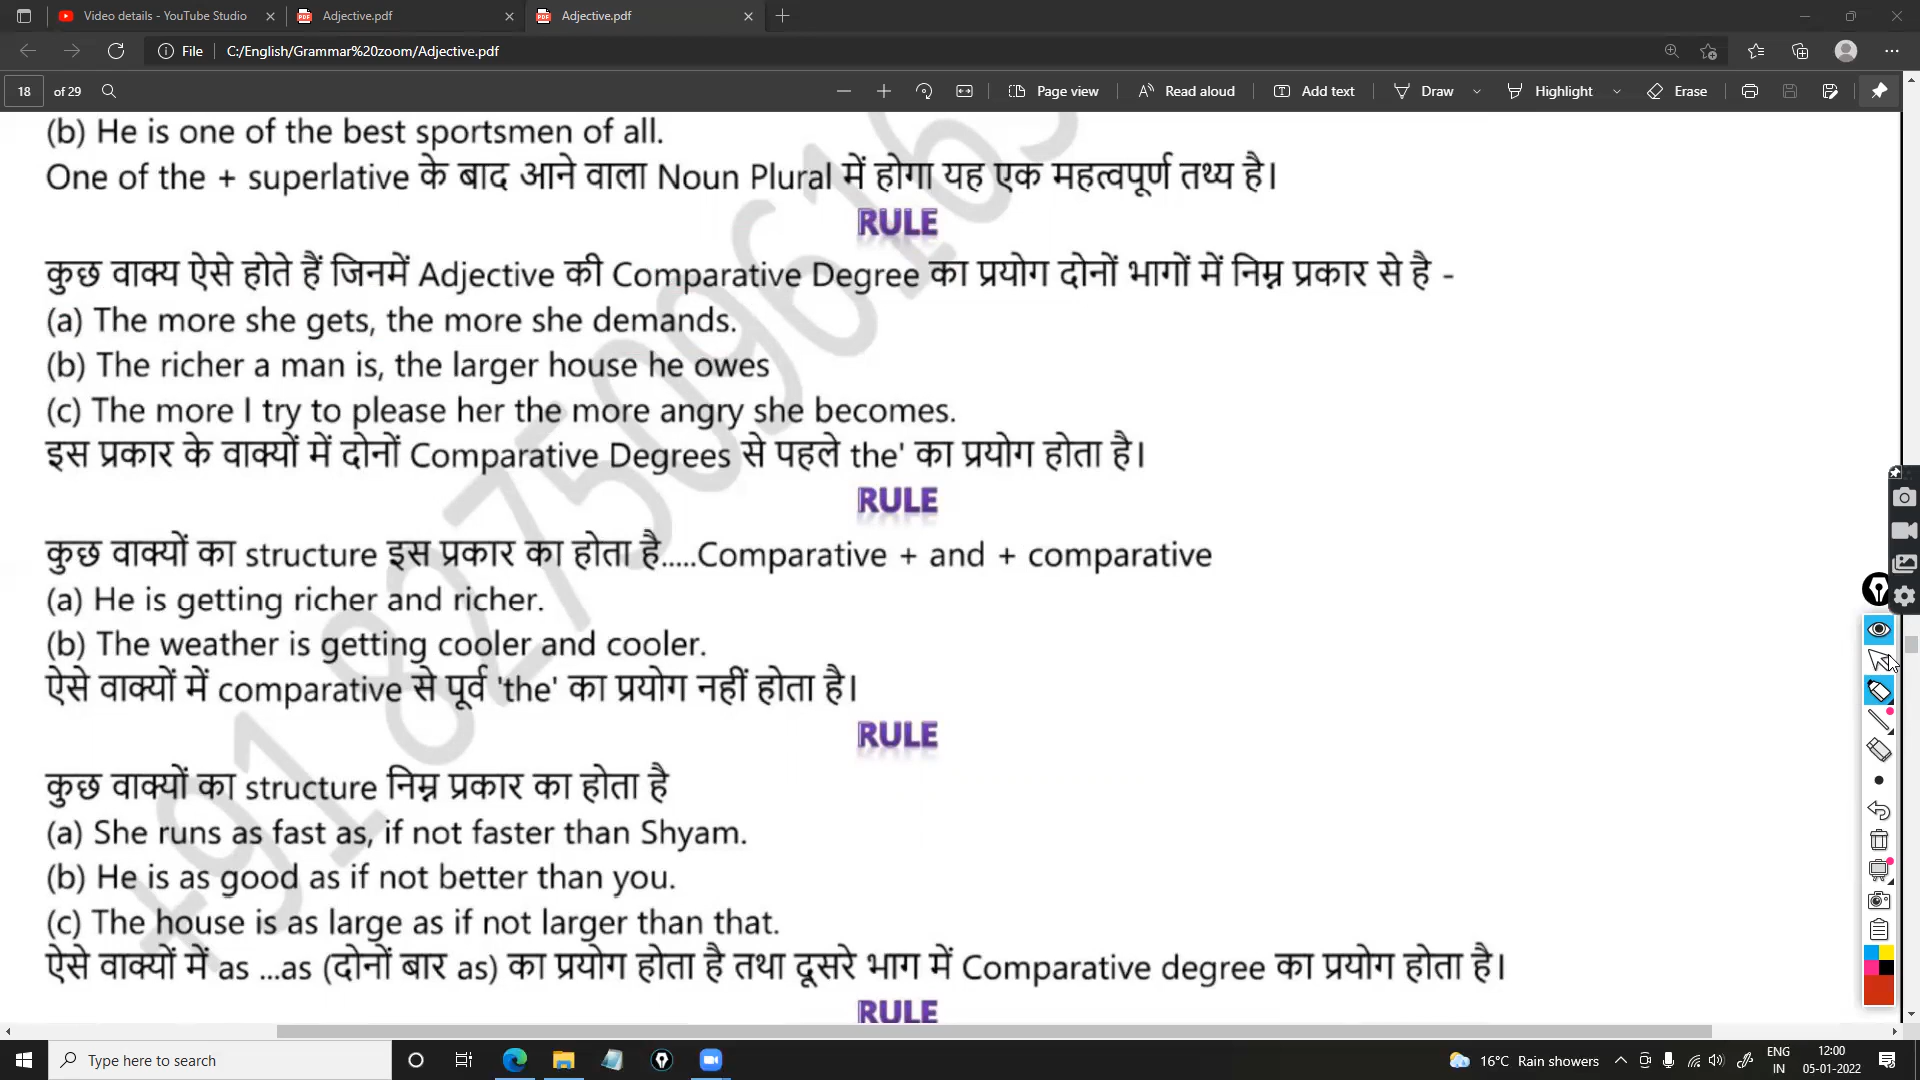 Video details - YouTube Studio
Adjective.pdf
Adjective.pdf
File
C:/English/Grammar%20zoom/Adjective.pdf
18 of 29
Page view
Read aloud
Add text
Draw
Highlight
Erase
(b) He is one of the best sportsmen of all.
One of the + superlative के बाद आने वाला Noun Plural में होगा यह एक महत्वपूर्ण तथ्य है।
RULE
कुछ वाक्य ऐसे होते हैं जिनमें Adjective की Comparative Degree का प्रयोग दोनों भागों में निम्न प्रकार से है -
(a) The more she gets, the more she demands.
(b) The richer a man is, the larger house he owes
(c) The more I try to please her the more angry she becomes.
इस प्रकार के वाक्यों में दोनों Comparative Degrees से पहले the' का प्रयोग होता है।
RULE
कुछ वाक्यों का structure इस प्रकार का होता है.....Comparative + and + comparative
(a) He is getting richer and richer.
(b) The weather is getting cooler and cooler.
ऐसे वाक्यों में comparative से पूर्व 'the' का प्रयोग नहीं होता है।
RULE
कुछ वाक्यों का structure निम्न प्रकार का होता है
(a) She runs as fast as, if not faster than Shyam.
(b) He is as good as if not better than you.
(c) The house is as large as if not larger than that.
ऐसे वाक्यों में as ...as (दोनों बार as) का प्रयोग होता है तथा दूसरे भाग में Comparative degree का प्रयोग होता है।
RULE
Type here to search
16°C Rain showers
ENG
IN
12:00
05-01-2022